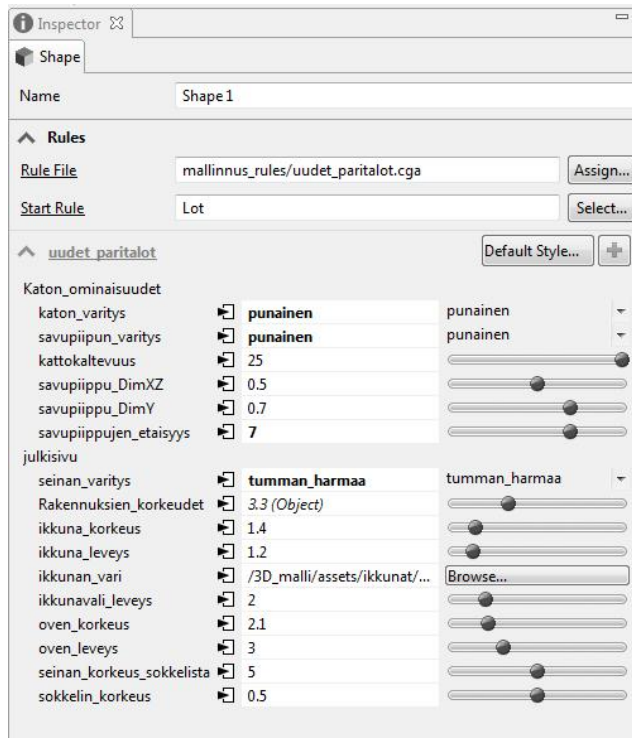 Inspector
Shape
Name Shape 1
Rules
Rule File mallinnus_rules/uudet_paritalot.cga Assign...
Start Rule Lot Select...
uudet_paritalot Default Style...
Katon_ominaisuudet
katon_varitys punainen punainen
savupiipun_varitys punainen punainen
kattokaltevuus 25
savupiippu_DimXZ 0.5
savupiippu_DimY 0.7
savupiippujen_etaisyys 7
julkisivu
seinan_varitys tumman_harmaa tumman_harmaa
Rakennuksien_korkeudet 3.3 (Object)
ikkuna_korkeus 1.4
ikkuna_leveys 1.2
ikkunan_vari /3D_malli/assets/ikkunat/... Browse...
ikkunavali_leveys 2
oven_korkeus 2.1
oven_leveys 3
seinan_korkeus_sokkelista 5
sokkelin_korkeus 0.5